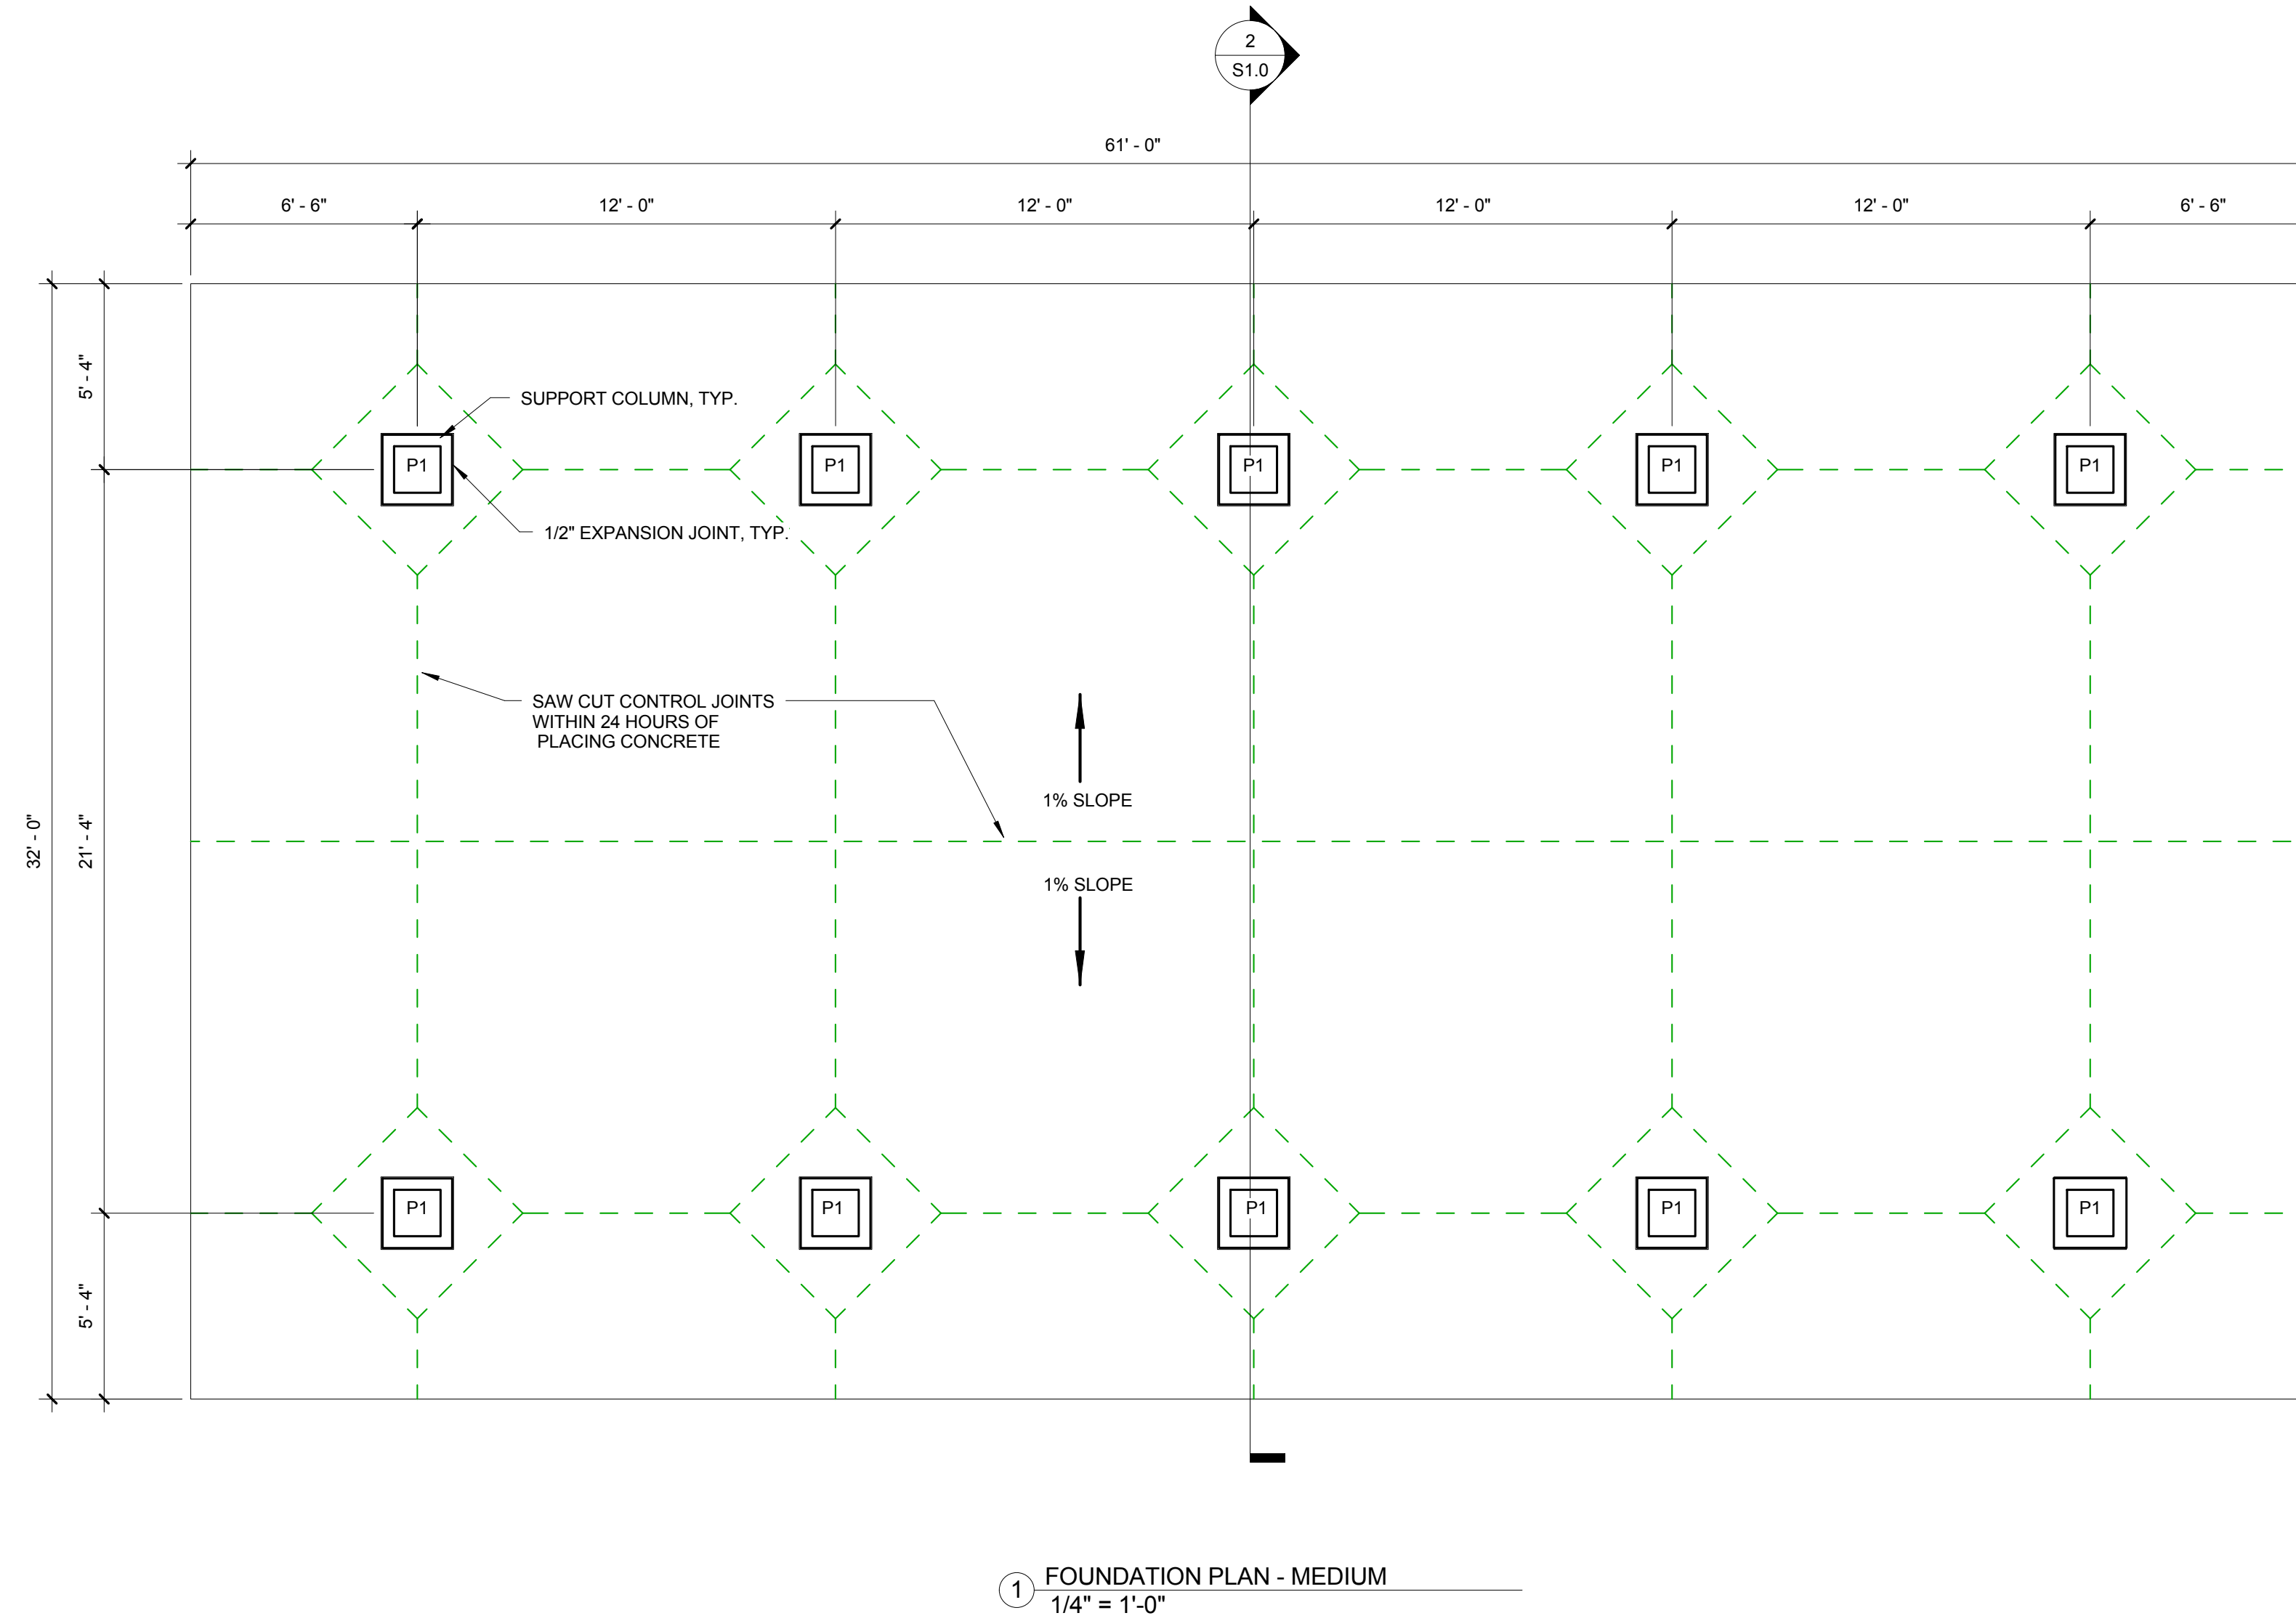 2
S1.0
61' - 0"
6' - 6"
12' - 0"
12' - 0"
12' - 0"
12' - 0"
6' - 6"
5' - 4"
SUPPORT COLUMN, TYP.
P1
P1
P1
P1
P1
1/2" EXPANSION JOINT, TYP.
SAW CUT CONTROL JOINTS
WITHIN 24 HOURS OF
PLACING CONCRETE
1% SLOPE
32' - 0"
21' - 4"
1% SLOPE
P1
P1
P1
P1
P1
5' - 4"
1
FOUNDATION PLAN - MEDIUM
1/4" = 1'-0"